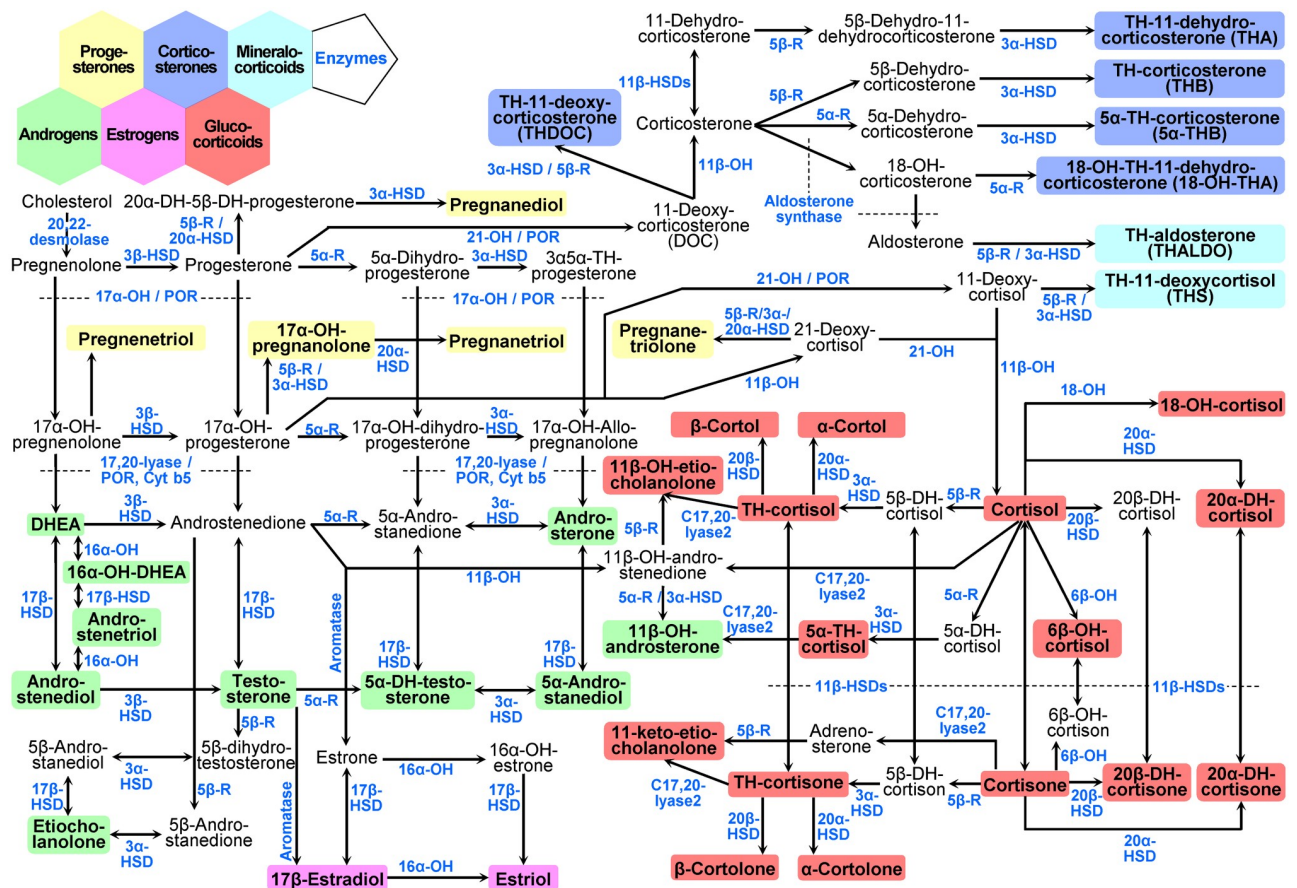 Proge-
sterones
Cortico-
sterones
Mineralo-
corticoids
Enzymes
Androgens
Estrogens
Gluco-
corticoids
11-Dehydro-
corticosterone
5β-R
5β-Dehydro-11-
dehydrocorticosterone
3α-HSD
TH-11-dehydro-
corticosterone (THA)
11β-HSDs
5β-R
5β-Dehydro-
corticosterone
3α-HSD
TH-corticosterone
(THB)
TH-11-deoxy-
corticosterone
(THDOC)
Corticosterone
5α-R
5α-Dehydro-
corticosterone
3α-HSD
5α-TH-corticosterone
(5α-THB)
3α-HSD / 5β-R
11β-OH
18-OH-
corticosterone
5α-R
18-OH-TH-11-dehydro-
corticosterone (18-OH-THA)
Aldosterone
synthase
Cholesterol
20,22-
desmolase
20α-DH-5β-DH-progesterone
3α-HSD
Pregnanediol
5β-R /
20α-HSD
11-Deoxy-
corticosterone
(DOC)
21-OH / POR
Aldosterone
5β-R / 3α-HSD
TH-aldosterone
(THALDO)
Pregnenolone
3β-HSD
Progesterone
5α-R
5α-Dihydro-
progesterone
3α-HSD
3α5α-TH-
progesterone
21-OH / POR
11-Deoxy-
cortisol
5β-R /
3α-HSD
TH-11-deoxycortisol
(THS)
17α-OH / POR
17α-OH / POR
Pregnenetriol
17α-OH-
pregnanolone
20α-
HSD
Pregnanetriol
5β-R /
3α-HSD
Pregnane-
triolone
5β-R/3α-/
20α-HSD
21-Deoxy-
cortisol
21-OH
11β-OH
11β-OH
18-OH
18-OH-cortisol
17α-OH-
pregnenolone
3β-
HSD
17α-OH-
progesterone
5α-R
17α-OH-dihydro-
progesterone
3α-
HSD
17α-OH-Allo-
pregnanolone
β-Cortol
α-Cortol
20β-
HSD
20α-
HSD
20α-
HSD
17,20-lyase /
POR, Cyt b5
17,20-lyase /
POR, Cyt b5
11β-OH-etio-
cholanolone
C17,20-
lyase2
TH-cortisol
3α-
HSD
5β-DH-
cortisol
5β-R
Cortisol
20β-
HSD
20β-DH-
cortisol
20α-DH-
cortisol
DHEA
3β-
HSD
Androstenedione
5α-R
5α-Andro-
stanedione
3α-
HSD
Andro-
sterone
5β-R
16α-OH
16α-OH-DHEA
17β-HSD
Andro-
stenetriol
16α-OH
17β-
HSD
17β-
HSD
11β-OH
11β-OH-andro-
stenedione
C17,20-
lyase2
5α-R / 3α-HSD
11β-OH-
androsterone
C17,20-
lyase2
5α-TH-
cortisol
3α-
HSD
5α-DH-
cortisol
5α-R
6β-OH
6β-OH-
cortisol
Aromatase
17β-
HSD
17β-
HSD
Andro-
stenediol
3β-
HSD
Testo-
sterone
5α-R
5α-DH-testo-
sterone
3α-
HSD
5α-Andro-
stanediol
11β-HSDs
11β-HSDs
5β-R
5β-Andro-
stanediol
3α-
HSD
5β-dihydro-
testosterone
Estrone
16α-OH
16α-OH-
estrone
11-keto-etio-
cholanolone
5β-R
Adreno-
sterone
C17,20-
lyase2
6β-OH-
cortison
6β-OH
C17,20-
lyase2
TH-cortisone
3α-
HSD
5β-DH-
cortison
5β-R
Cortisone
20β-
HSD
20β-DH-
cortisone
20α-DH-
cortisone
17β-
HSD
5β-R
Etiocho-
lanolone
3α-
HSD
5β-Andro-
stanedione
Aromatase
17β-
HSD
20β-
HSD
20α-
HSD
20α-
HSD
β-Cortolone
α-Cortolone
17β-Estradiol
16α-OH
Estriol